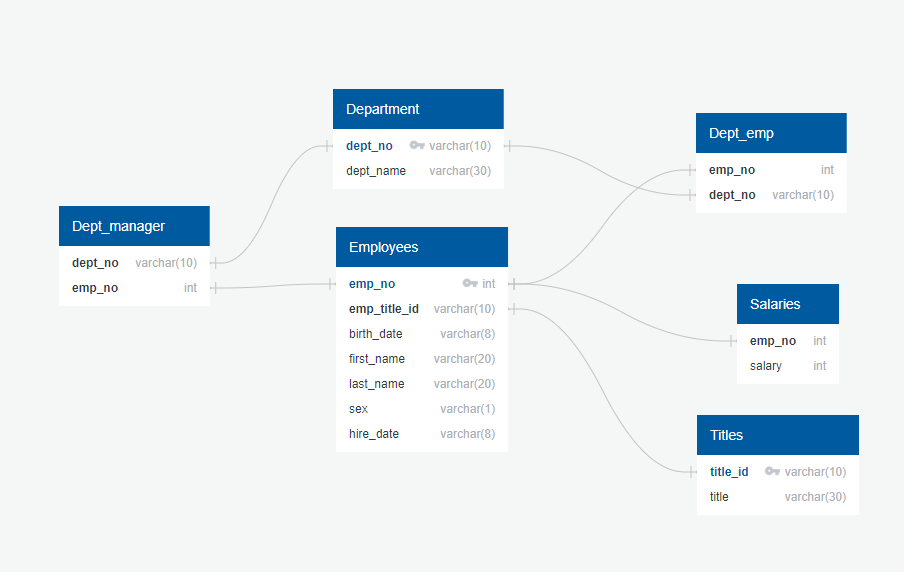 Department
dept_no varchar(10)
dept_name varchar(30)
Dept_emp
emp_no int
dept_no varchar(10)
Dept_manager
dept_no varchar(10)
emp_no int
Employees
emp_no int
emp_title_id varchar(10)
birth_date varchar(8)
first_name varchar(20)
last_name varchar(20)
sex varchar(1)
hire_date varchar(8)
Salaries
emp_no int
salary int
Titles
title_id varchar(10)
title varchar(30)